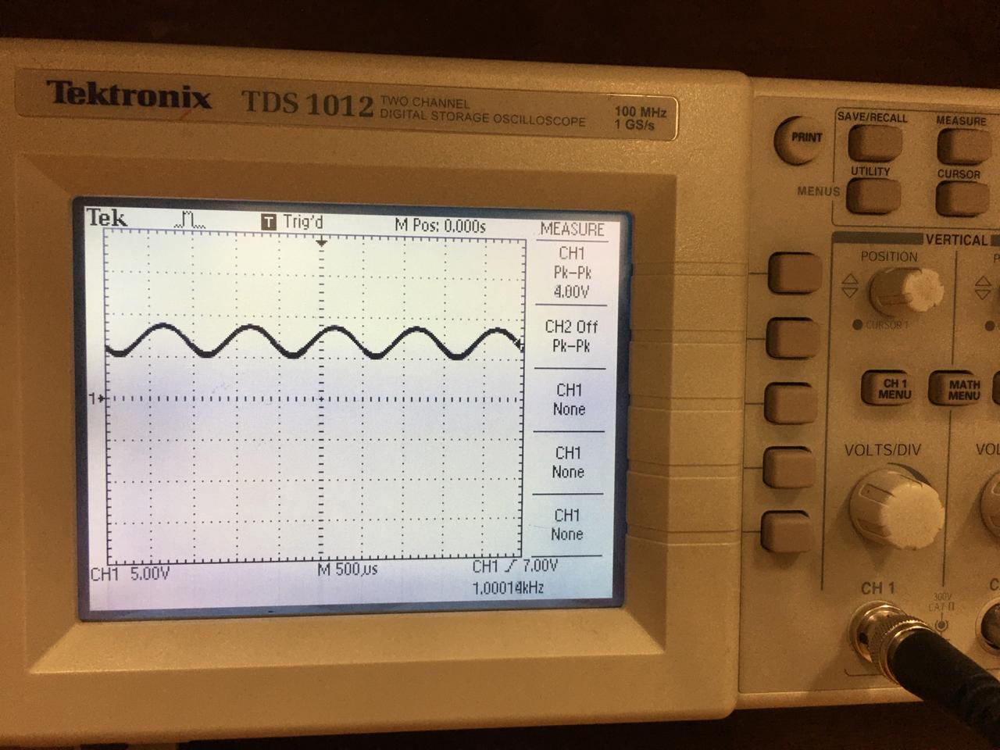 Tektronix TDS 1012 TWO CHANNEL
DIGITAL STORAGE OSCILLOSCOPE
100 MHz
1 GS/s
Tek
T Trig'd
M Pos: 0.000s
MEASURE
CH1
Pk-Pk
4.00V
CH2 Off
Pk-Pk
CH1
None
CH1
None
CH1
None
1
CH1 5.00V
M 500µs
CH1 7.00V
1.00014kHz
PRINT
SAVE/RECALL
MEASURE
UTILITY
CURSOR
MENUS
VERTICAL
POSITION
CURSOR 1
CH 1
MENU
MATH
MENU
VOLTS/DIV
CH 1
300V
CAT II